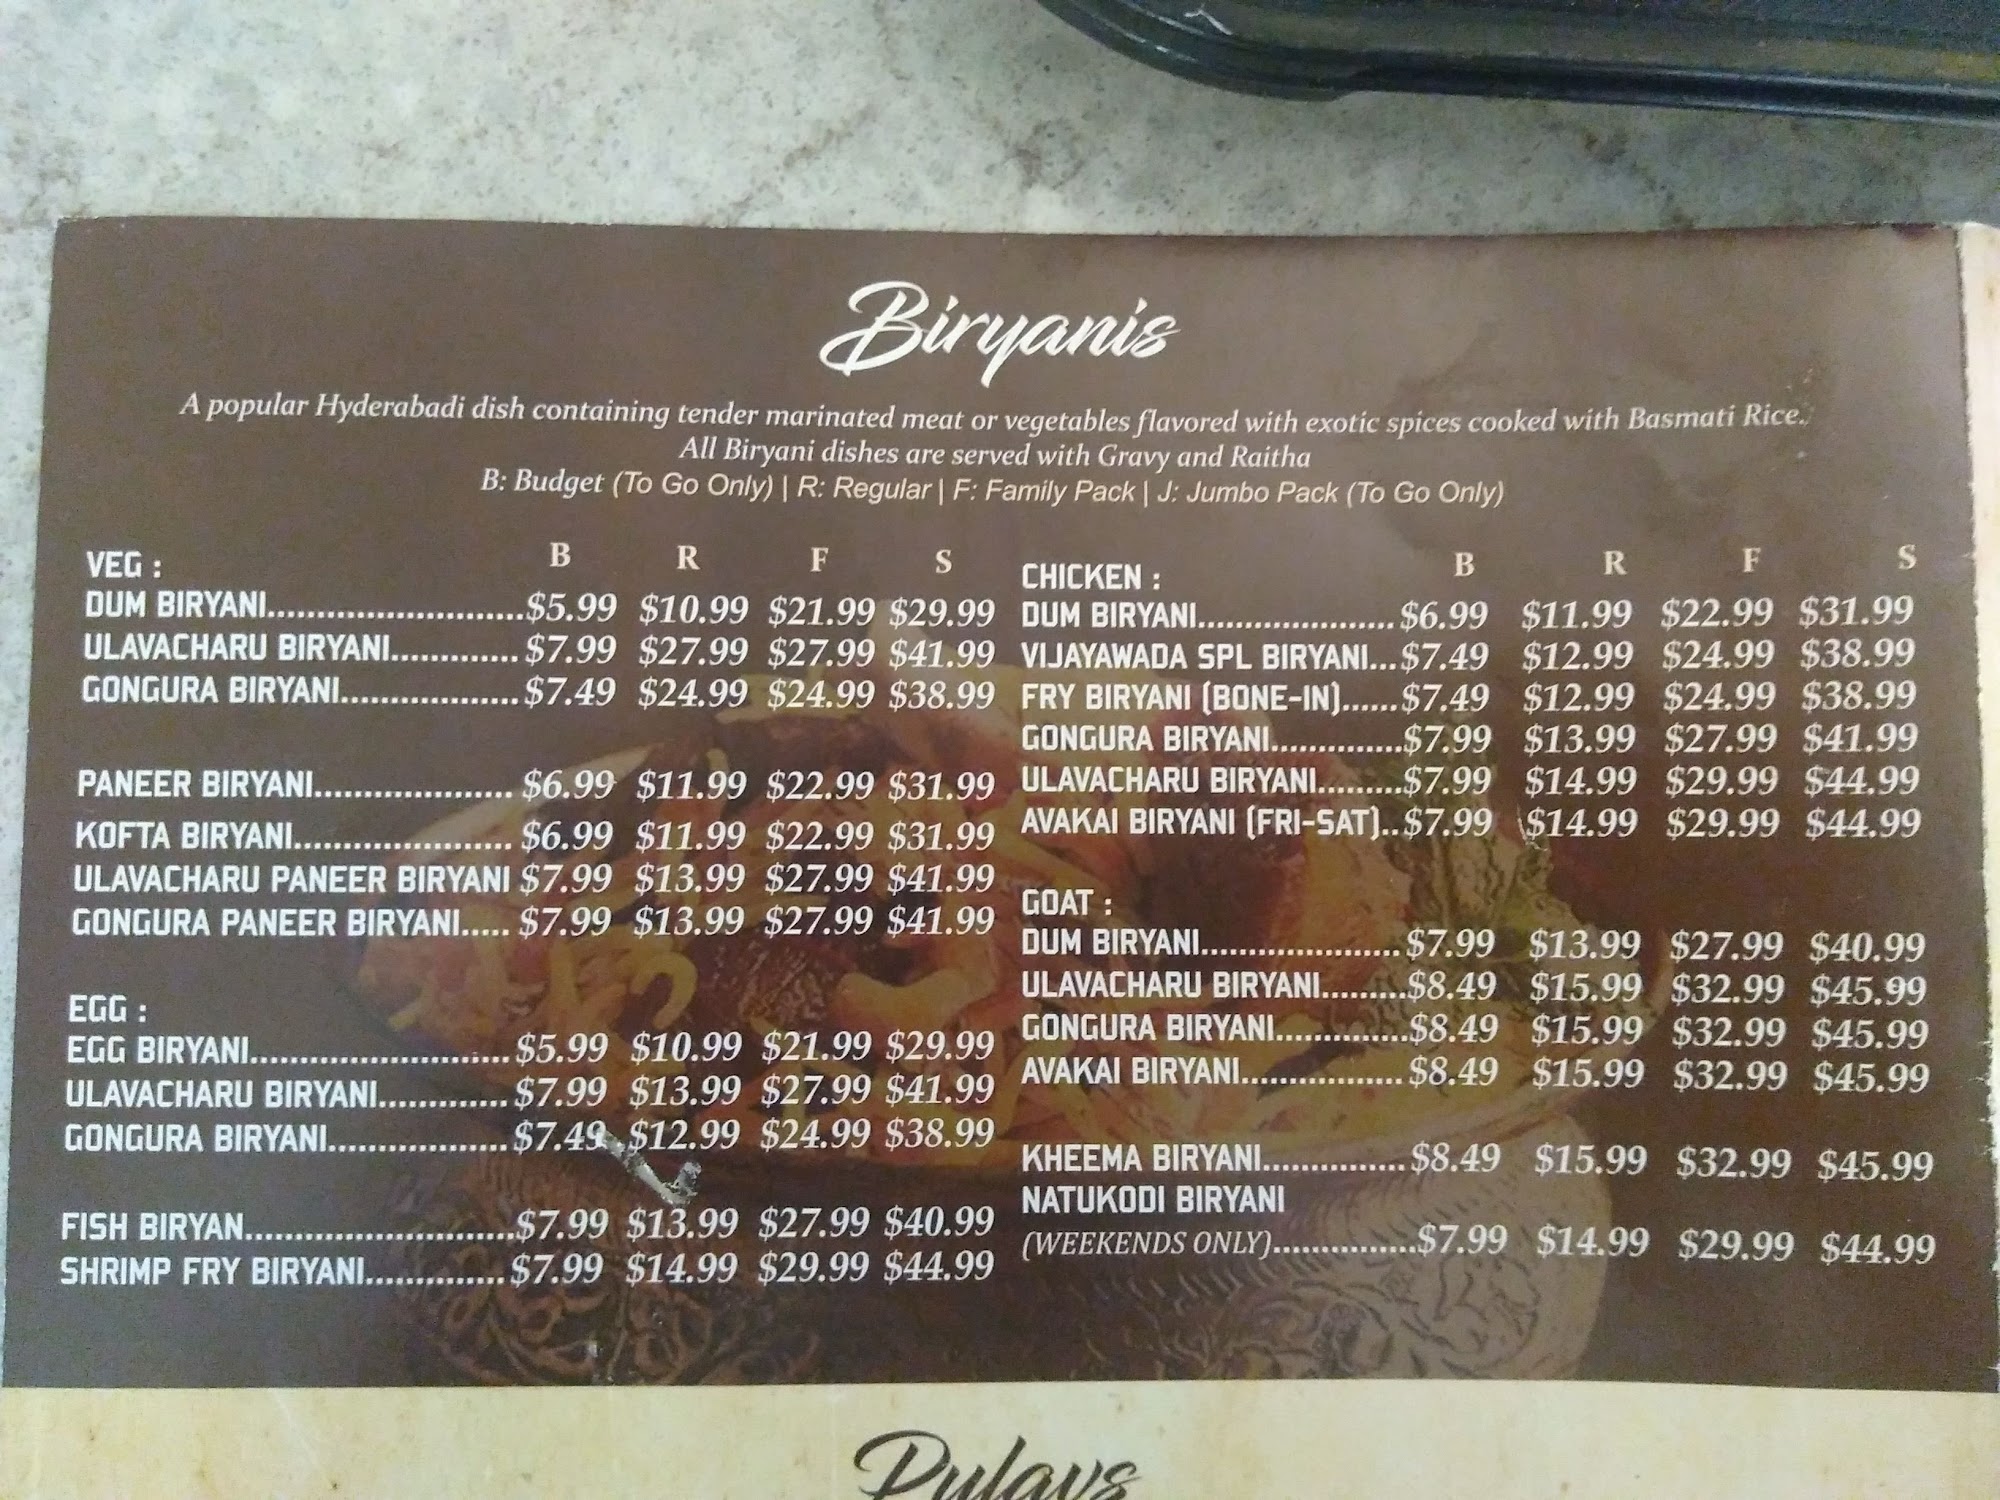 Biryanis
A popular Hyderabadi dish containing tender marinated meat or vegetables flavored with exotic spices cooked with Basmati Rice.
All Biryani dishes are served with Gravy and Raitha
B: Budget (To Go Only) | R: Regular | F: Family Pack | J: Jumbo Pack (To Go Only)
VEG : B R F S
DUM BIRYANI...................$5.99 $10.99 $21.99 $29.99
ULAVACHARU BIRYANI.............$7.99 $27.99 $27.99 $41.99
GONGURA BIRYANI..................$7.49 $24.99 $24.99 $38.99
PANEER BIRYANI....................$6.99 $11.99 $22.99 $31.99
KOFTA BIRYANI......................$6.99 $11.99 $22.99 $31.99
ULAVACHARU PANEER BIRYANI $7.99 $13.99 $27.99 $41.99
GONGURA PANEER BIRYANI.....$7.99 $13.99 $27.99 $41.99
EGG :
EGG BIRYANI..........................$5.99 $10.99 $21.99 $29.99
ULAVACHARU BIRYANI.............$7.99 $13.99 $27.99 $41.99
GONGURA BIRYANI..................$7.49 $12.99 $24.99 $38.99
FISH BIRYAN...........................$7.99 $13.99 $27.99 $40.99
SHRIMP FRY BIRYANI..............$7.99 $14.99 $29.99 $44.99
CHICKEN : B R F S
DUM BIRYANI......................$6.99 $11.99 $22.99 $31.99
VIJAYAWADA SPL BIRYANI...$7.49 $12.99 $24.99 $38.99
FRY BIRYANI (BONE-IN)......$7.49 $12.99 $24.99 $38.99
GONGURA BIRYANI..............$7.99 $13.99 $27.99 $41.99
ULAVACHARU BIRYANI.........$7.99 $14.99 $29.99 $44.99
AVAKAI BIRYANI (FRI-SAT)..$7.99 $14.99 $29.99 $44.99
GOAT :
DUM BIRYANI......................$7.99 $13.99 $27.99 $40.99
ULAVACHARU BIRYANI.........$8.49 $15.99 $32.99 $45.99
GONGURA BIRYANI..............$8.49 $15.99 $32.99 $45.99
AVAKAI BIRYANI..................$8.49 $15.99 $32.99 $45.99
KHEEMA BIRYANI................$8.49 $15.99 $32.99 $45.99
NATUKODI BIRYANI
(WEEKENDS ONLY)................$7.99 $14.99 $29.99 $44.99
Pulavs